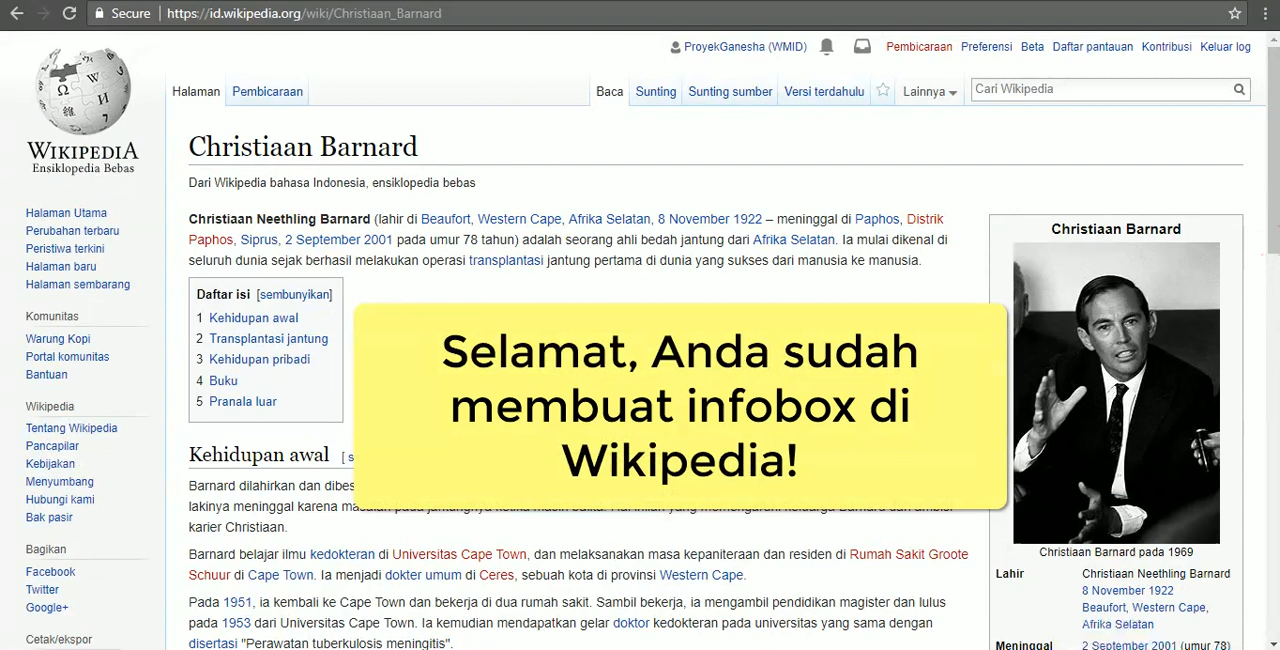 Secure https://id.wikipedia.org/wiki/Christiaan_Barnard
ProyekGanesha (WMID) Pembicaraan Preferensi Beta Daftar pantauan Kontribusi Keluar log
Halaman Pembicaraan Baca Sunting Sunting sumber Versi terdahulu Lainnya Cari Wikipedia
WIKIPEDIA
Ensiklopedia Bebas
Halaman Utama
Perubahan terbaru
Peristiwa terkini
Halaman baru
Halaman sembarang
Komunitas
Warung Kopi
Portal komunitas
Bantuan
Wikipedia
Tentang Wikipedia
Pancapilar
Kebijakan
Menyumbang
Hubungi kami
Bak pasir
Bagikan
Facebook
Twitter
Google+
Cetak/ekspor
Christiaan Barnard
Dari Wikipedia bahasa Indonesia, ensiklopedia bebas
Christiaan Neethling Barnard (lahir di Beaufort, Western Cape, Afrika Selatan, 8 November 1922 – meninggal di Paphos, Distrik
Paphos, Siprus, 2 September 2001 pada umur 78 tahun) adalah seorang ahli bedah jantung dari Afrika Selatan. Ia mulai dikenal di
seluruh dunia sejak berhasil melakukan operasi transplantasi jantung pertama di dunia yang sukses dari manusia ke manusia.
Daftar isi [sembunyikan]
1 Kehidupan awal
2 Transplantasi jantung
3 Kehidupan pribadi
4 Buku
5 Pranala luar
Selamat, Anda sudah
membuat infobox di
Wikipedia!
Kehidupan awal [ s
Barnard dilahirkan dan dibes
lakinya meninggal karena
karier Christiaan.
Barnard belajar ilmu kedokteran di Universitas Cape Town, dan melaksanakan masa kepaniteraan dan residen di Rumah Sakit Groote
Schuur di Cape Town. Ia menjadi dokter umum di Ceres, sebuah kota di provinsi Western Cape.
Pada 1951, ia kembali ke Cape Town dan bekerja di dua rumah sakit. Sambil bekerja, ia mengambil pendidikan magister dan lulus
pada 1953 dari Universitas Cape Town. Ia kemudian mendapatkan gelar doktor kedokteran pada universitas yang sama dengan
disertasi "Perawatan tuberkulosis meningitis".
Christiaan Barnard
Christiaan Barnard pada 1969
Lahir Christiaan Neethling Barnard
8 November 1922
Beaufort, Western Cape,
Afrika Selatan
Meninggal 2 September 2001 (umur 78)